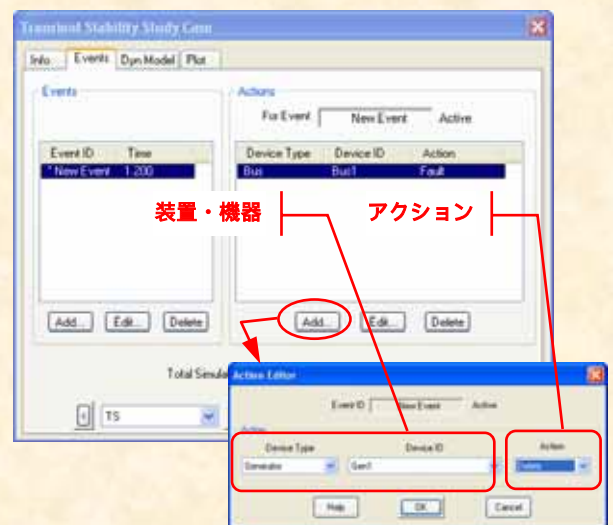 Transient Stability Study Case
Info Events Dyn Model Plot
Events
Actions
For Event New Event Active
Event ID Time
Device Type Device ID Action
* New Event 1.200
Bus Bus1 Fault
装置・機器
アクション
Add... Edit... Delete
Add... Edit... Delete
Total Simula
Action Editor
TS
Event ID New Event Active
Action
Device Type Device ID Action
Generator Gen1
Help OK Cancel